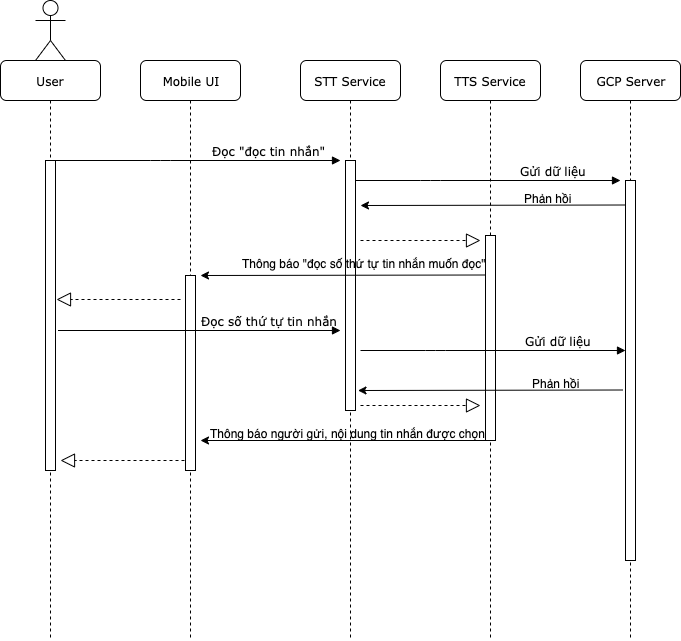 User
Mobile UI
STT Service
TTS Service
GCP Server
Đọc "đọc tin nhắn"
Gửi dữ liệu
Phản hồi
Thông báo "đọc số thứ tự tin nhắn muốn đọc"
Đọc số thứ tự tin nhắn
Gửi dữ liệu
Phản hồi
Thông báo người gửi, nội dung tin nhắn được chọn